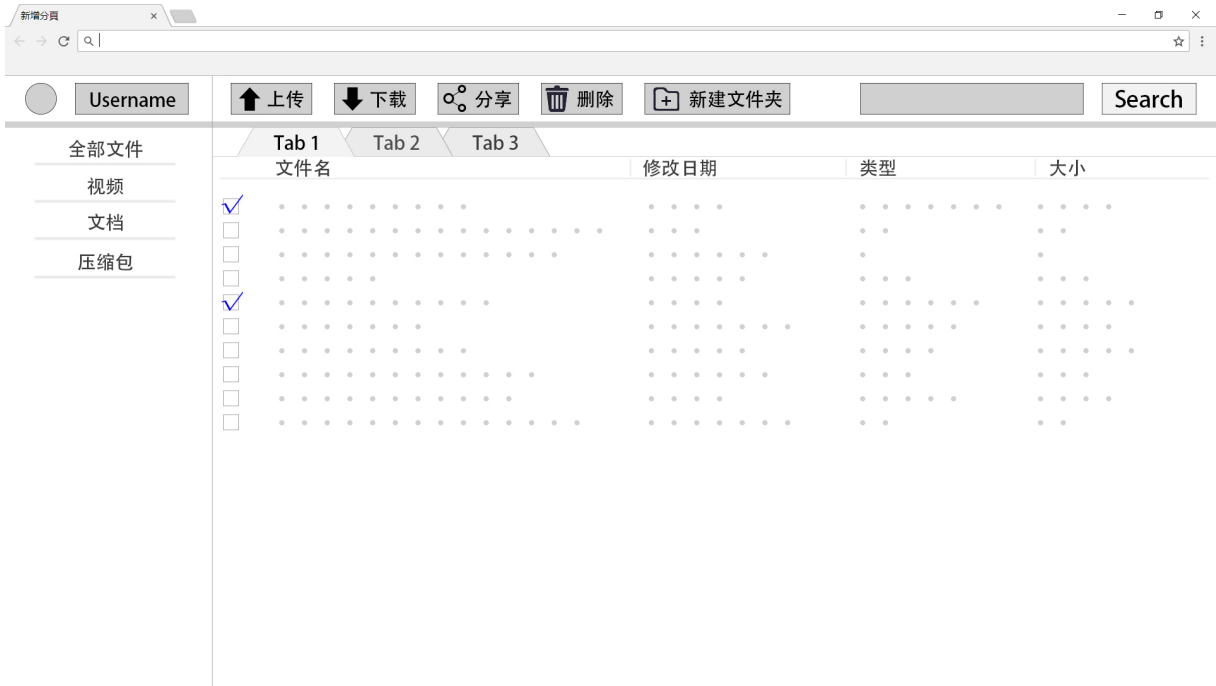 新增分頁
Username 上传 下载 分享 删除 新建文件夹 Search
全部文件
视频
文档
压缩包
Tab 1 Tab 2 Tab 3
文件名 修改日期 类型 大小